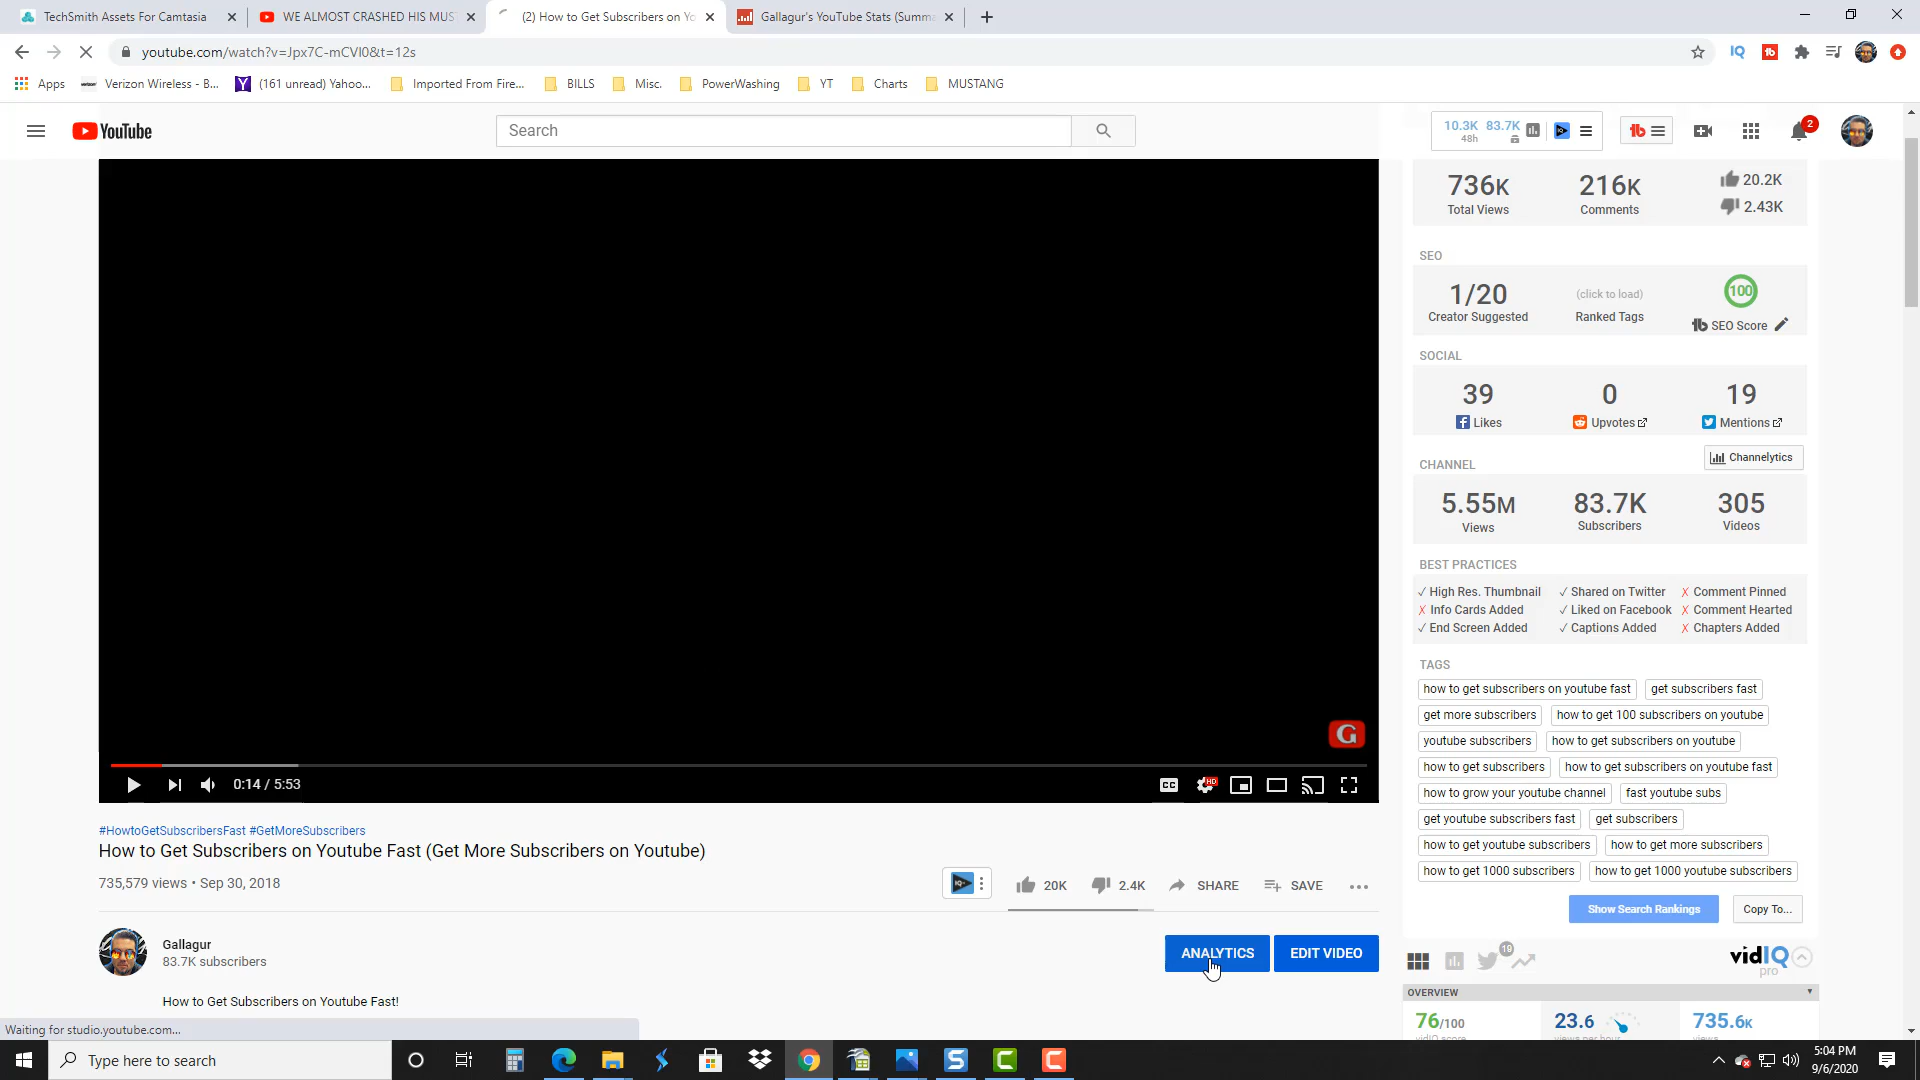 TechSmith Assets For Camtasia
WE ALMOST CRASHED HIS MUS
(2) How to Get Subscribers on Yo
Gallagur's YouTube Stats (Summa
youtube.com/watch?v=Jpx7C-mCVI0&t=12s
Apps
Verizon Wireless - B...
(161 unread) Yahoo...
Imported From Fire...
BILLS
Misc.
PowerWashing
YT
Charts
MUSTANG
YouTube
Search
10.3K 83.7K
48h
2
736K
Total Views
216K
Comments
20.2K
2.43K
SEO
1/20
Creator Suggested
(click to load)
Ranked Tags
100
SEO Score
SOCIAL
39
Likes
0
Upvotes
19
Mentions
CHANNEL
Channelytics
5.55M
Views
83.7K
Subscribers
305
Videos
BEST PRACTICES
✓ High Res. Thumbnail ✓ Shared on Twitter X Comment Pinned
X Info Cards Added ✓ Liked on Facebook X Comment Hearted
✓ End Screen Added ✓ Captions Added X Chapters Added
TAGS
how to get subscribers on youtube fast get subscribers fast
get more subscribers how to get 100 subscribers on youtube
youtube subscribers how to get subscribers on youtube
how to get subscribers how to get subscribers on youtube fast
how to grow your youtube channel fast youtube subs
get youtube subscribers fast get subscribers
how to get youtube subscribers how to get more subscribers
how to get 1000 subscribers how to get 1000 youtube subscribers
Show Search Rankings Copy To...
19
vidIQ
pro
OVERVIEW
76/100
vidIQ score
23.6
views per hour
735.6K
views
G
0:14 / 5:53
CC
HD
#HowtoGetSubscribersFast #GetMoreSubscribers
How to Get Subscribers on Youtube Fast (Get More Subscribers on Youtube)
735,579 views • Sep 30, 2018
20K
2.4K
SHARE
SAVE
Gallagur
83.7K subscribers
ANALYTICS
EDIT VIDEO
How to Get Subscribers on Youtube Fast!
Waiting for studio.youtube.com...
Type here to search
5:04 PM
9/6/2020